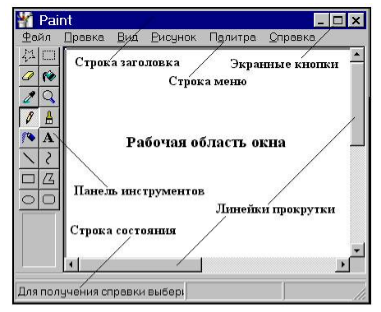 Paint
Файл Правка Вид Рисунок Палитра Справка
Строка заголовка
Экранные кнопки
Строка меню
A
Рабочая область окна
Панель инструментов
Линейки прокрутки
Строка состояния
Для получения справки выбер